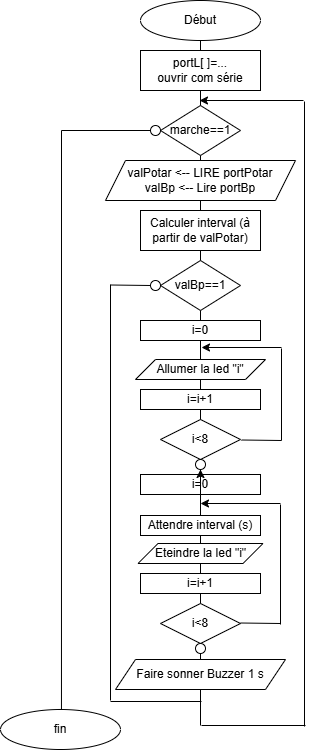 Début
portL[ ]=...
ouvrir com série
marche==1
valPotar <-- LIRE portPotar
valBp <-- Lire portBp
Calculer interval (à
partir de valPotar)
valBp==1
i=0
Allumer la led "i"
i=i+1
i<8
i=0
Attendre interval (s)
Eteindre la led "i"
i=i+1
i<8
Faire sonner Buzzer 1 s
fin